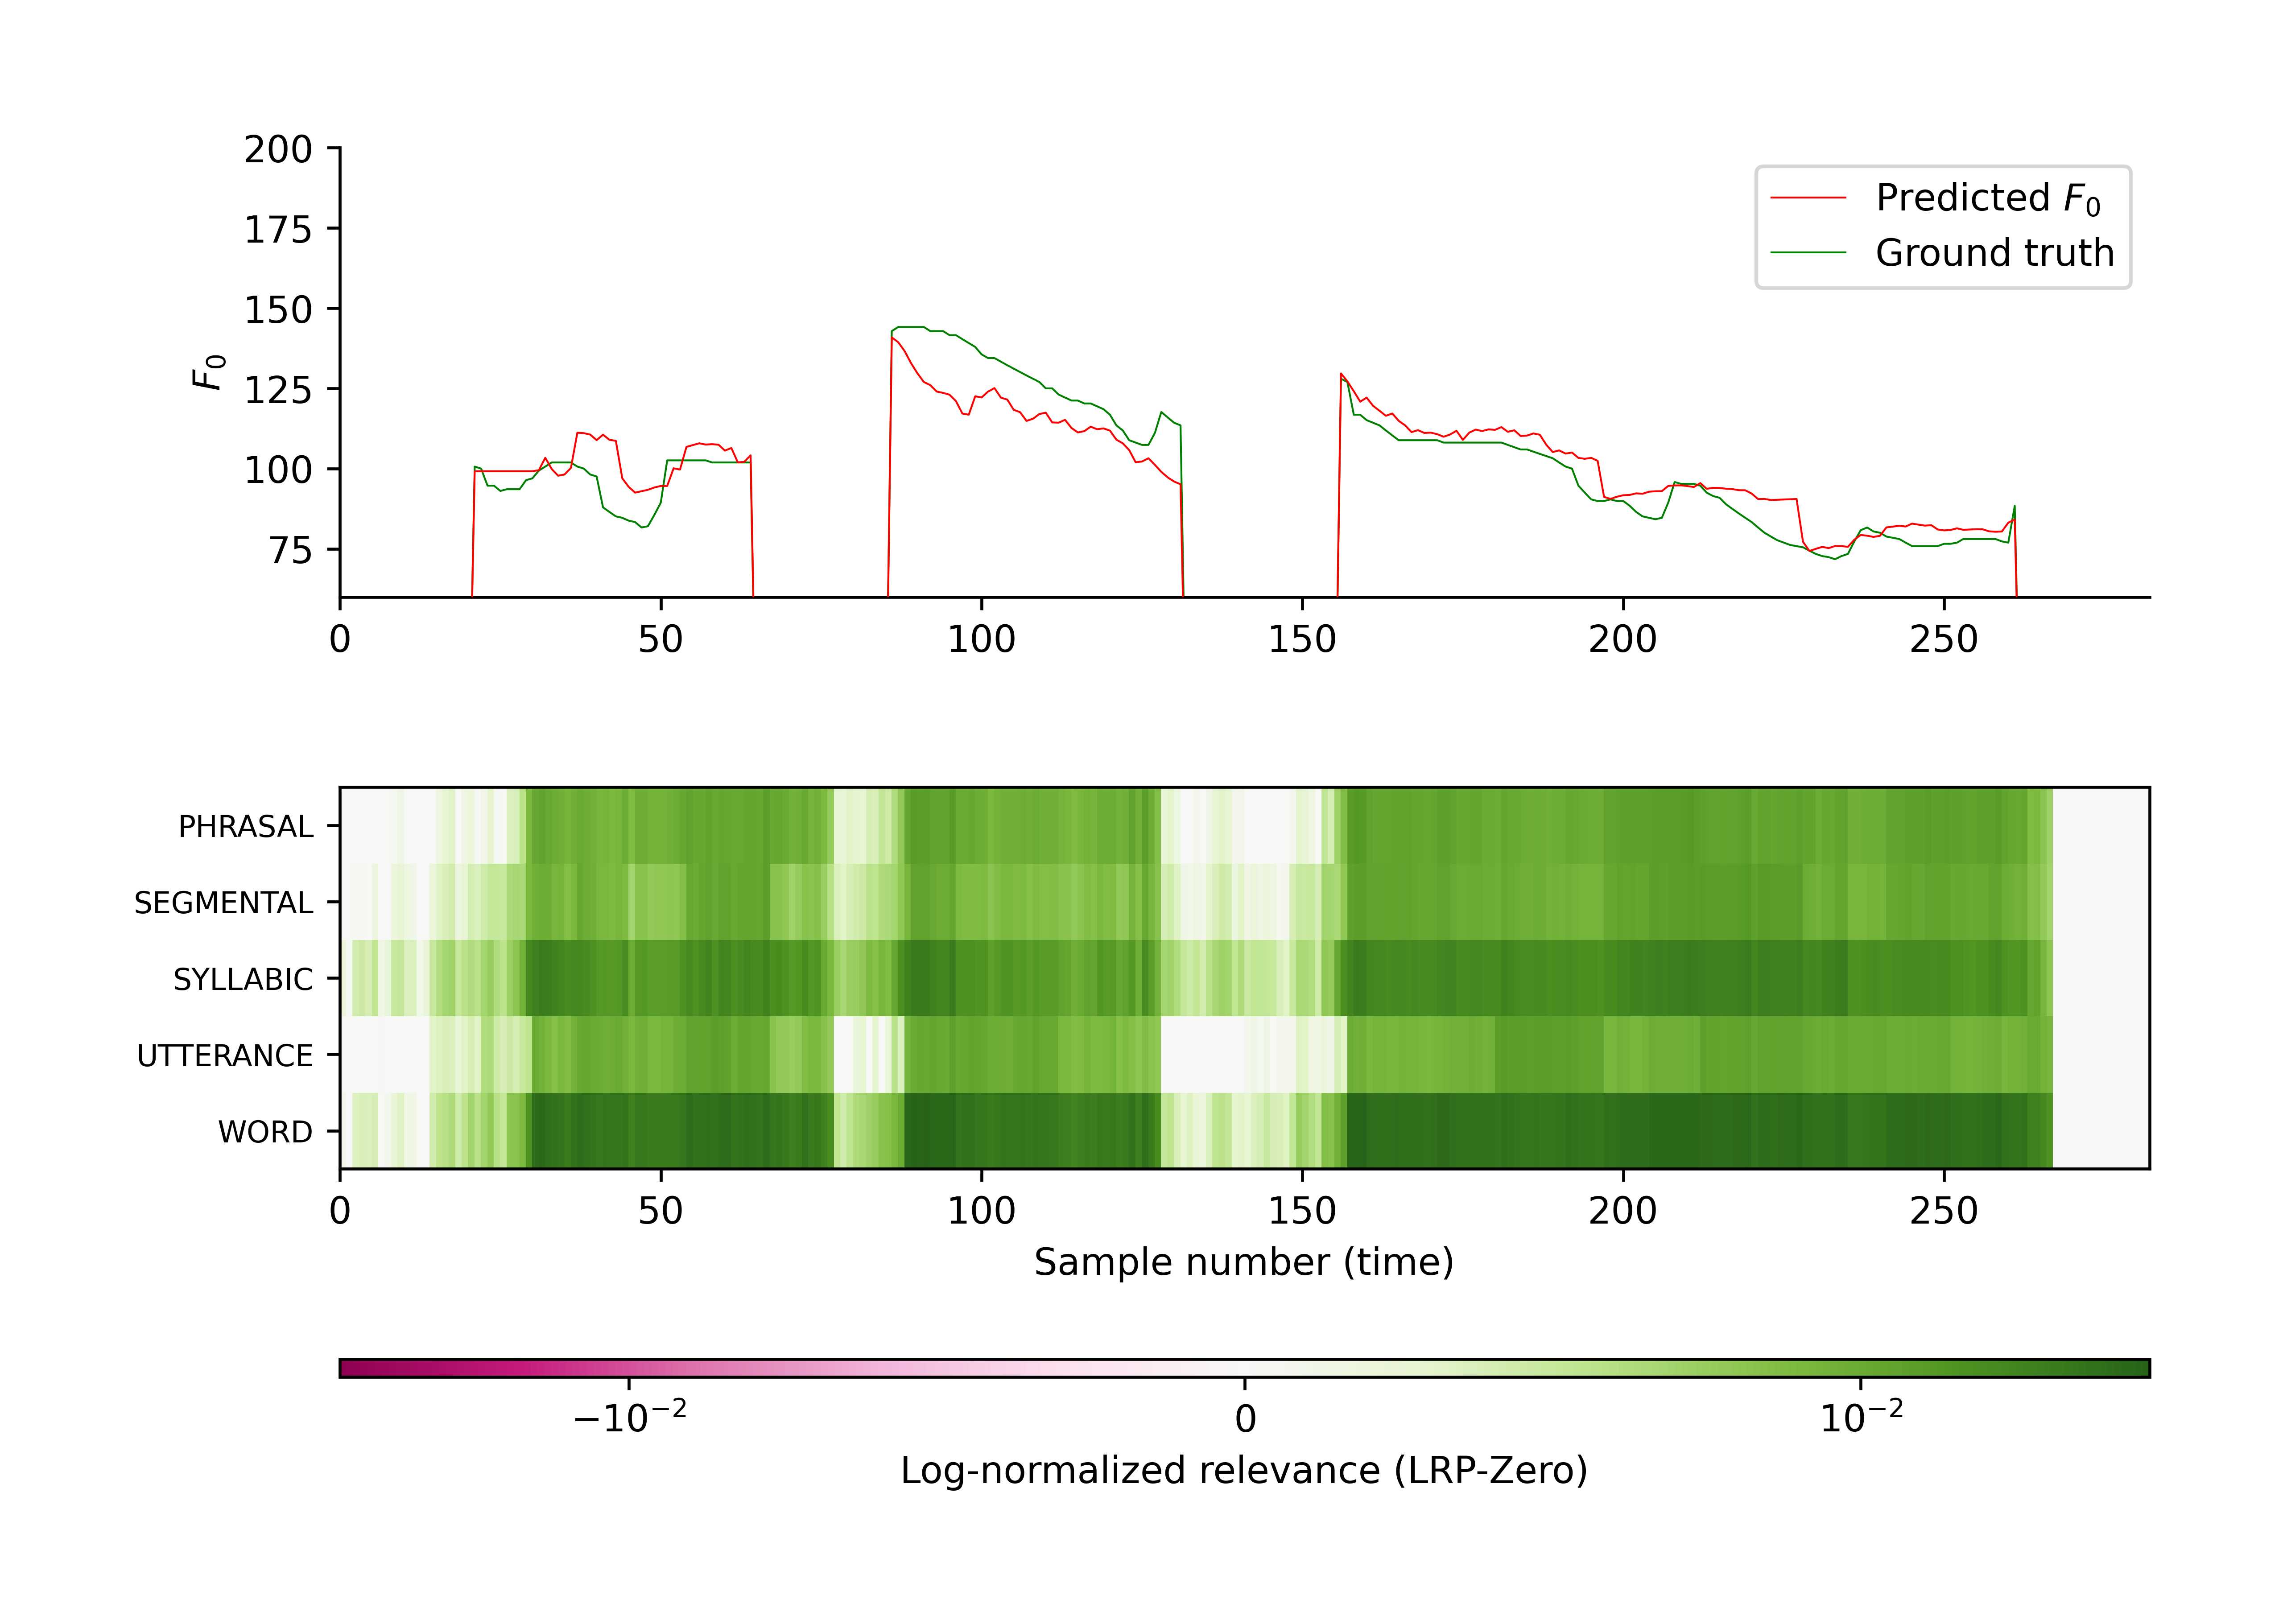 200
175
150
125
100
75
F₀
Predicted F₀
Ground truth
0 50 100 150 200 250
PHRASAL
SEGMENTAL
SYLLABIC
UTTERANCE
WORD
0 50 100 150 200 250
Sample number (time)
−10⁻² 0 10⁻²
Log-normalized relevance (LRP-Zero)